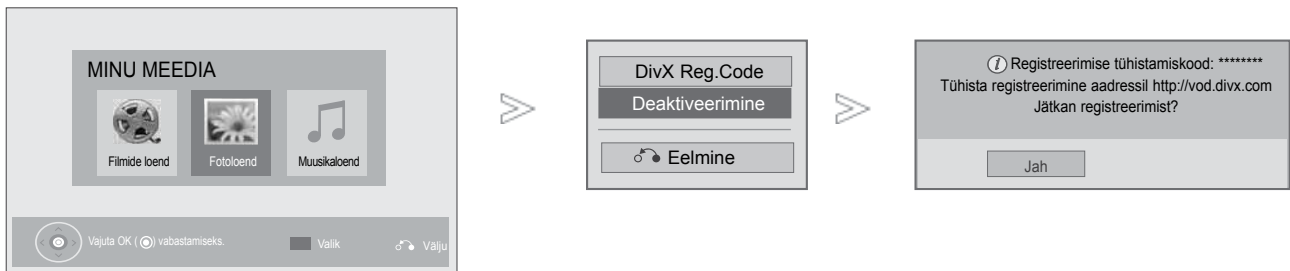 MINU MEEDIA
Filmide loend
Fotoloend
Muusikaloend
Vajuta OK ( ) vabastamiseks.
Valik
Välju
DivX Reg.Code
Deaktiveerimine
Eelmine
Registreerimise tühistamiskood: ********
Tühista registreerimine aadressil http://vod.divx.com
Jätkan registreerimist?
Jah